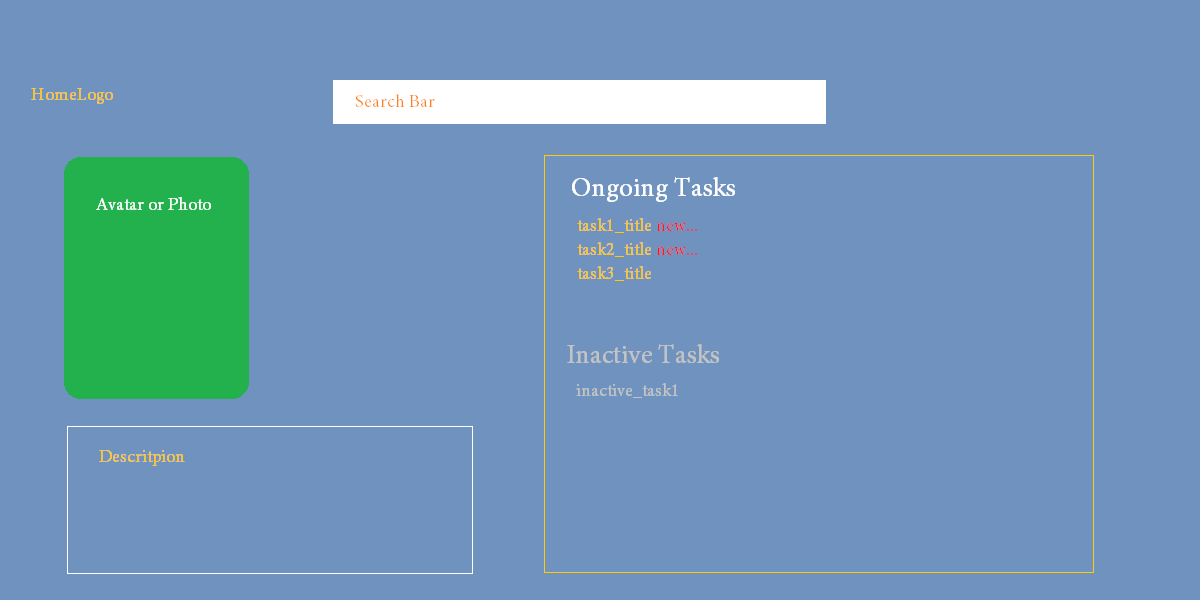 HomeLogo
Search Bar
Avatar or Photo
Descritpion
Ongoing Tasks
task1_title new...
task2_title new...
task3_title
Inactive Tasks
inactive_task1